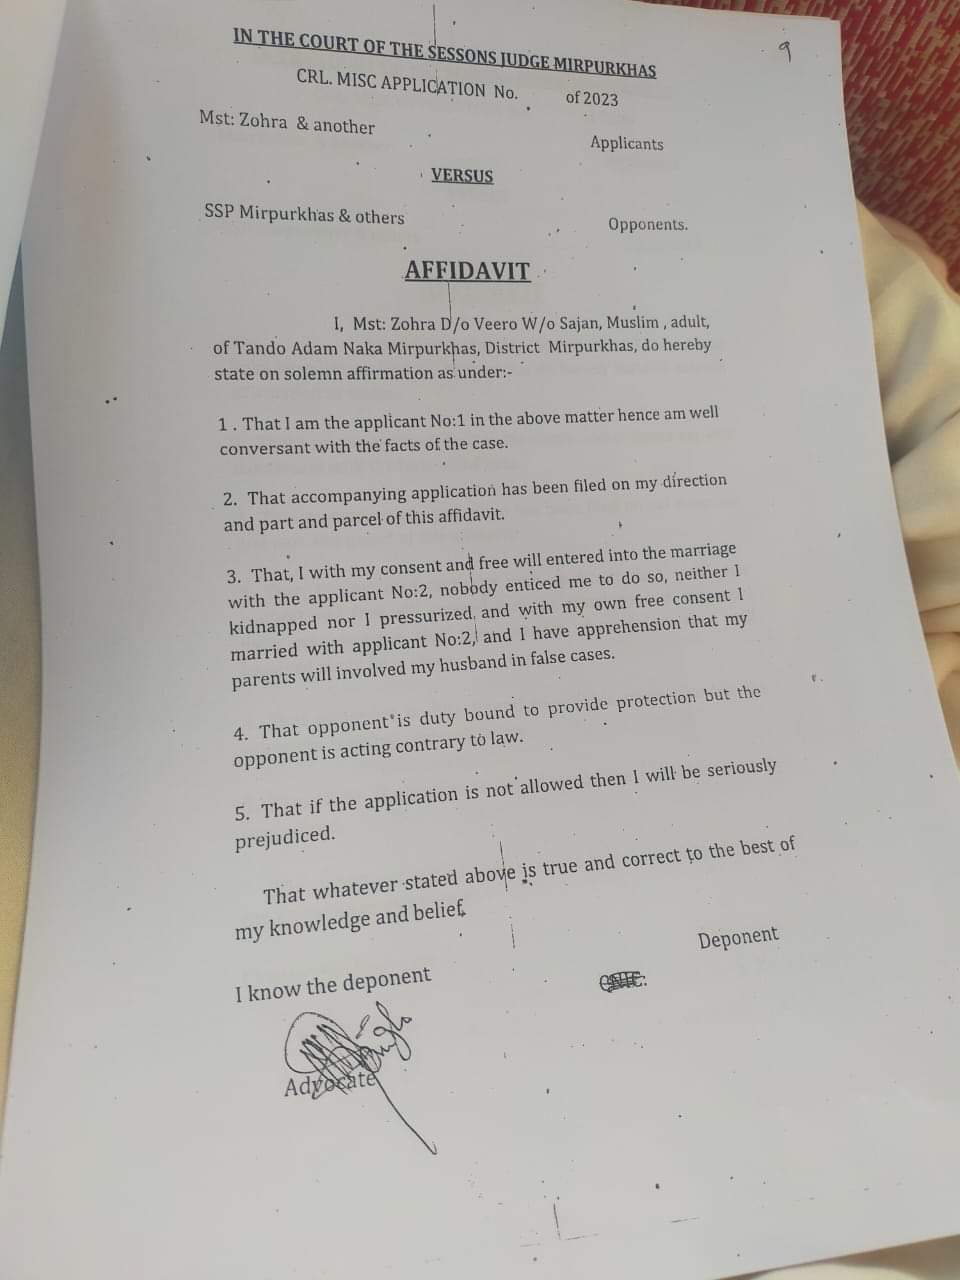 9
IN THE COURT OF THE SESSONS JUDGE MIRPURKHAS
CRL. MISC APPLICATION No. of 2023
Mst: Zohra & another
Applicants
VERSUS
SSP Mirpurkhas & others
Opponents.
AFFIDAVIT
I, Mst: Zohra D/o Veero W/o Sajan, Muslim , adult,
of Tando Adam Naka Mirpurkhas, District Mirpurkhas, do hereby
state on solemn affirmation as under:-
1 . That I am the applicant No:1 in the above matter hence am well
conversant with the facts of the case.
2. That accompanying application has been filed on my direction
and part and parcel of this affidavit.
3. That, I with my consent and free will entered into the marriage
with the applicant No:2, nobody enticed me to do so, neither I
kidnapped nor I pressurized, and with my own free consent I
married with applicant No:2, and I have apprehension that my
parents will involved my husband in false cases.
4. That opponent is duty bound to provide protection but the
opponent is acting contrary to law.
5. That if the application is not allowed then I will be seriously
prejudiced.
That whatever stated above is true and correct to the best of
my knowledge and belief.
Deponent
I know the deponent
Advocate